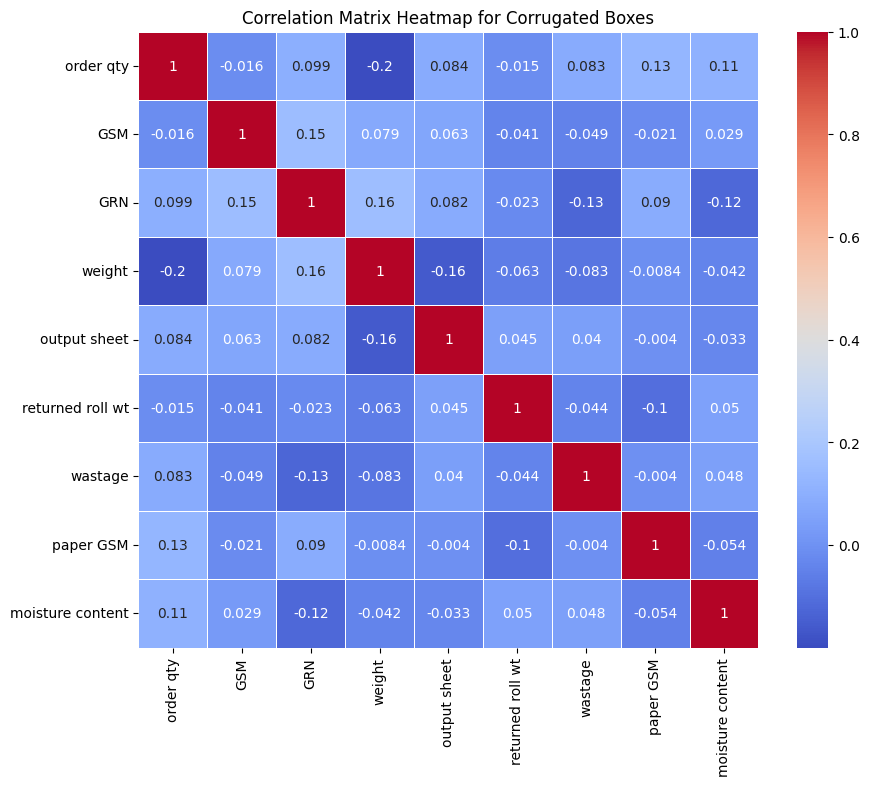 Correlation Matrix Heatmap for Corrugated Boxes
order qty 1 -0.016 0.099 -0.2 0.084 -0.015 0.083 0.13 0.11
GSM -0.016 1 0.15 0.079 0.063 -0.041 -0.049 -0.021 0.029
GRN 0.099 0.15 1 0.16 0.082 -0.023 -0.13 0.09 -0.12
weight -0.2 0.079 0.16 1 -0.16 -0.063 -0.083 -0.0084 -0.042
output sheet 0.084 0.063 0.082 -0.16 1 0.045 0.04 -0.004 -0.033
returned roll wt -0.015 -0.041 -0.023 -0.063 0.045 1 -0.044 -0.1 0.05
wastage 0.083 -0.049 -0.13 -0.083 0.04 -0.044 1 -0.004 0.048
paper GSM 0.13 -0.021 0.09 -0.0084 -0.004 -0.1 -0.004 1 -0.054
moisture content 0.11 0.029 -0.12 -0.042 -0.033 0.05 0.048 -0.054 1
order qty
GSM
GRN
weight
output sheet
returned roll wt
wastage
paper GSM
moisture content
1.0
0.8
0.6
0.4
0.2
0.0